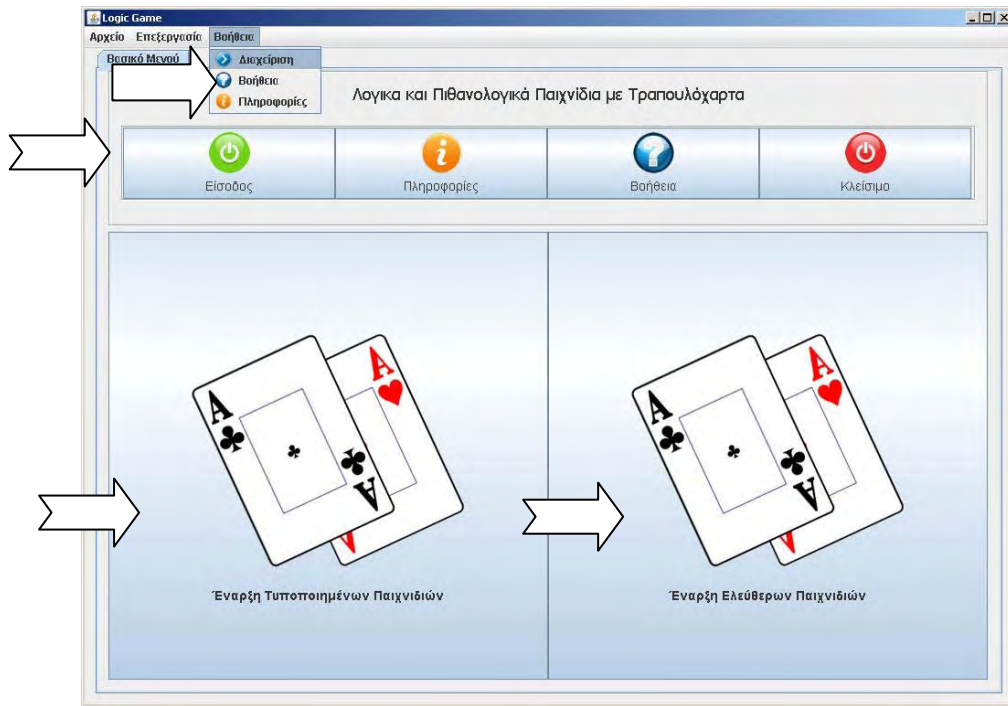 Logic Game
Αρχείο Επεξεργασία Βοήθεια
Βασικό Μενού
Διαχείριση
Βοήθεια
Πληροφορίες
Λογικα και Πιθανολογικά Παιχνίδια με Τραπουλόχαρτα
Είσοδος Πληροφορίες Βοήθεια Κλείσιμο
A A A A
A A A A
Έναρξη Τυποποιημένων Παιχνιδιών Έναρξη Ελεύθερων Παιχνιδιών